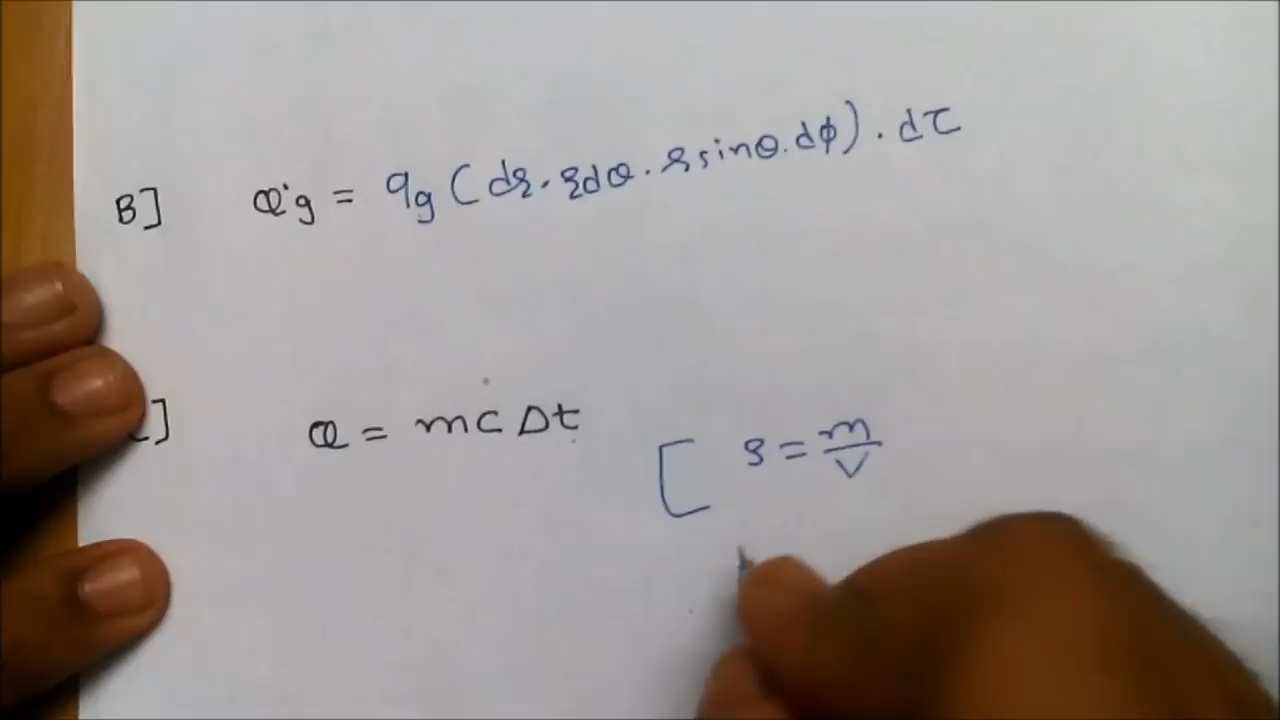 B] Q'g = qg (dr. rdθ. rsinθ.dϕ). dτ
] Q = mcΔt [ ρ = m/V